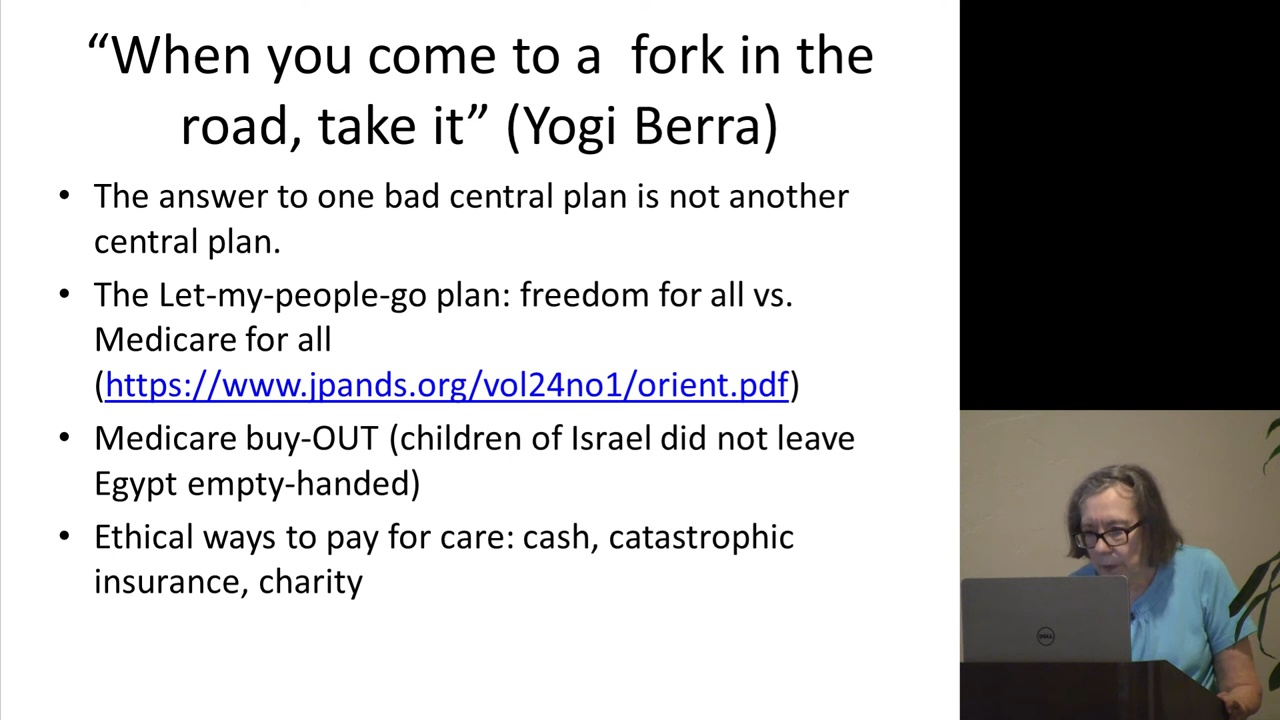 “When you come to a fork in the
road, take it” (Yogi Berra)
• The answer to one bad central plan is not another
central plan.
• The Let-my-people-go plan: freedom for all vs.
Medicare for all
(https://www.jpands.org/vol24no1/orient.pdf)
• Medicare buy-OUT (children of Israel did not leave
Egypt empty-handed)
• Ethical ways to pay for care: cash, catastrophic
insurance, charity
DELL